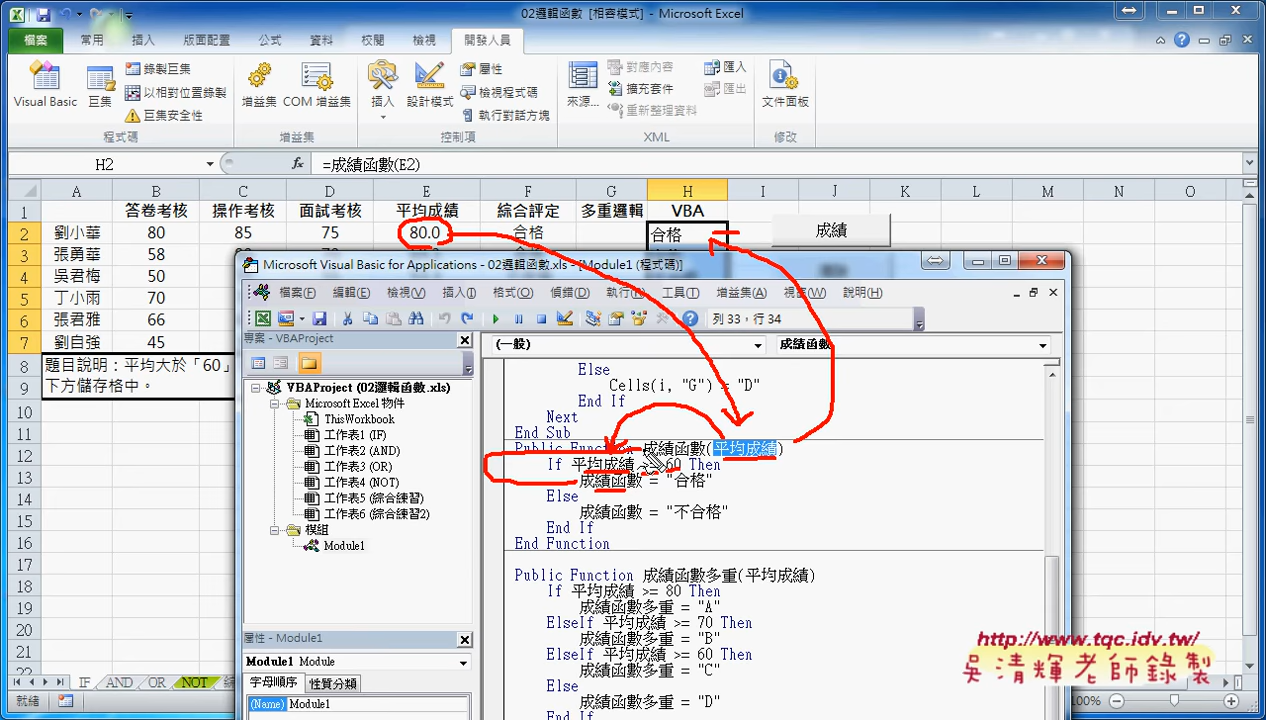 02邏輯函數 [相容模式] - Microsoft Excel
檔案 常用 插入 版面配置 公式 資料 校閱 檢視 開發人員
Visual Basic 巨集 錄製巨集 以相對位置錄製 巨集安全性 增益集 COM 增益集 插入 設計模式 屬性 檢視程式碼 執行對話方塊 來源... 對應內容 擴充套件 重新整理資料 匯入 匯出 文件面板
程式碼 增益集 控制項 XML 修改
H2 fx =成績函數(E2)
A B C D E F G H I J K L M N O
1 答卷考核 操作考核 面試考核 平均成績 綜合評定 多重邏輯 VBA
2 劉小華 80 85 75 80.0 合格 合格 成績
3 張勇華 58
4 吳君梅 50
5 丁小雨 70
6 張君雅 66
7 劉自強 45
8 題目說明：平均大於「60」
9 下方儲存格中。
10
11
12
13
14
15
16
17
18
19
20
21
22
Microsoft Visual Basic for Applications - 02邏輯函數.xls - [Module1 (程式碼)]
檔案(F) 編輯(E) 檢視(V) 插入(I) 格式(O) 偵錯(D) 執行(R) 工具(T) 增益集(A) 視窗(W) 說明(H)
列 33，行 34
專案 - VBAProject
VBAProject (02邏輯函數.xls)
Microsoft Excel 物件
ThisWorkbook
工作表1 (IF)
工作表2 (AND)
工作表3 (OR)
工作表4 (NOT)
工作表5 (綜合練習)
工作表6 (綜合練習2)
模組
Module1
屬性 - Module1
Module1 Module
字母順序 性質分類
(Name) Module1
(一般) 成績函數
Else
Cells(i, "G") = "D"
End If
Next
End Sub
Public Function 成績函數(平均成績)
If 平均成績 >= 60 Then
成績函數 = "合格"
Else
成績函數 = "不合格"
End If
End Function
Public Function 成績函數多重(平均成績)
If 平均成績 >= 80 Then
成績函數多重 = "A"
ElseIf 平均成績 >= 70 Then
成績函數多重 = "B"
ElseIf 平均成績 >= 60 Then
成績函數多重 = "C"
Else
成績函數多重 = "D"
End If
http://www.tqc.idv.tw/
吳清輝老師錄製
IF AND OR NOT
就緒 100%